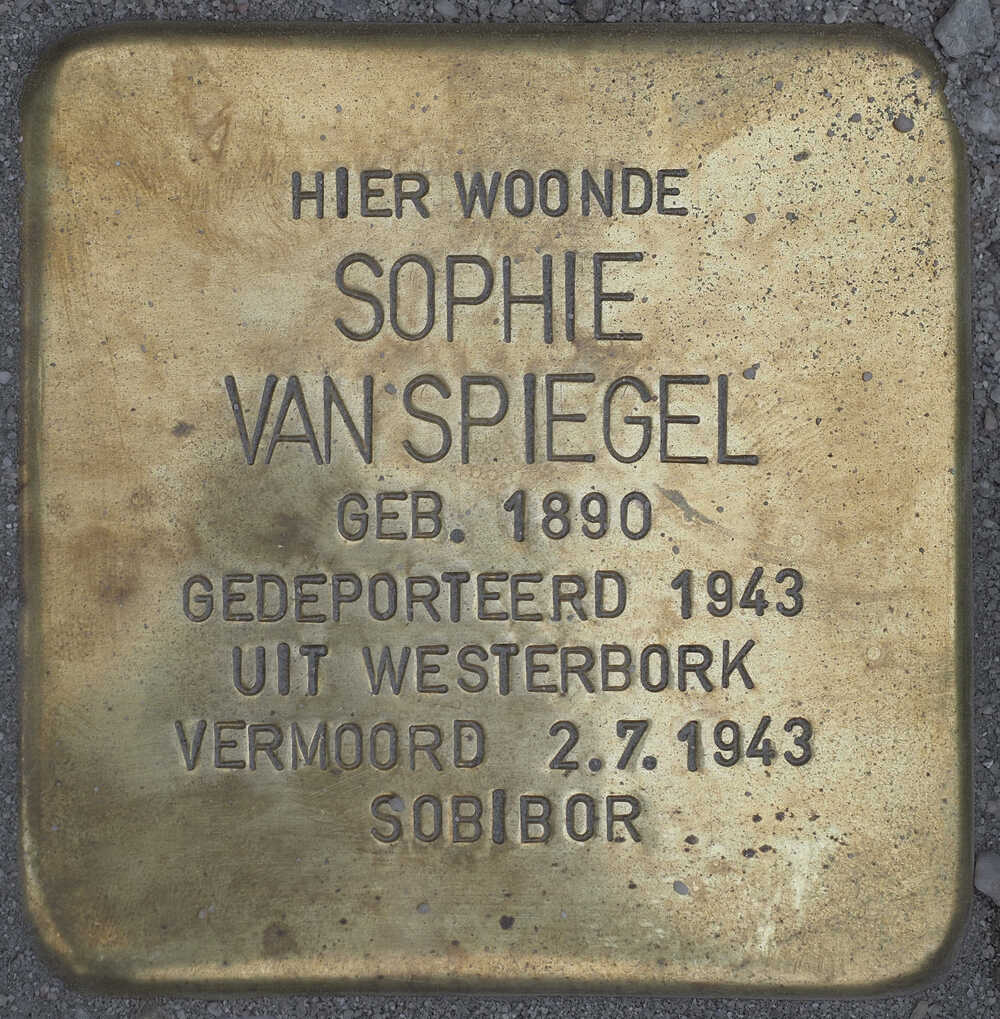 HIER WOONDE
SOPHIE
VAN SPIEGEL
GEB. 1890
GEDEPORTEERD 1943
UIT WESTERBORK
VERMOORD 2.7.1943
SOBIBOR